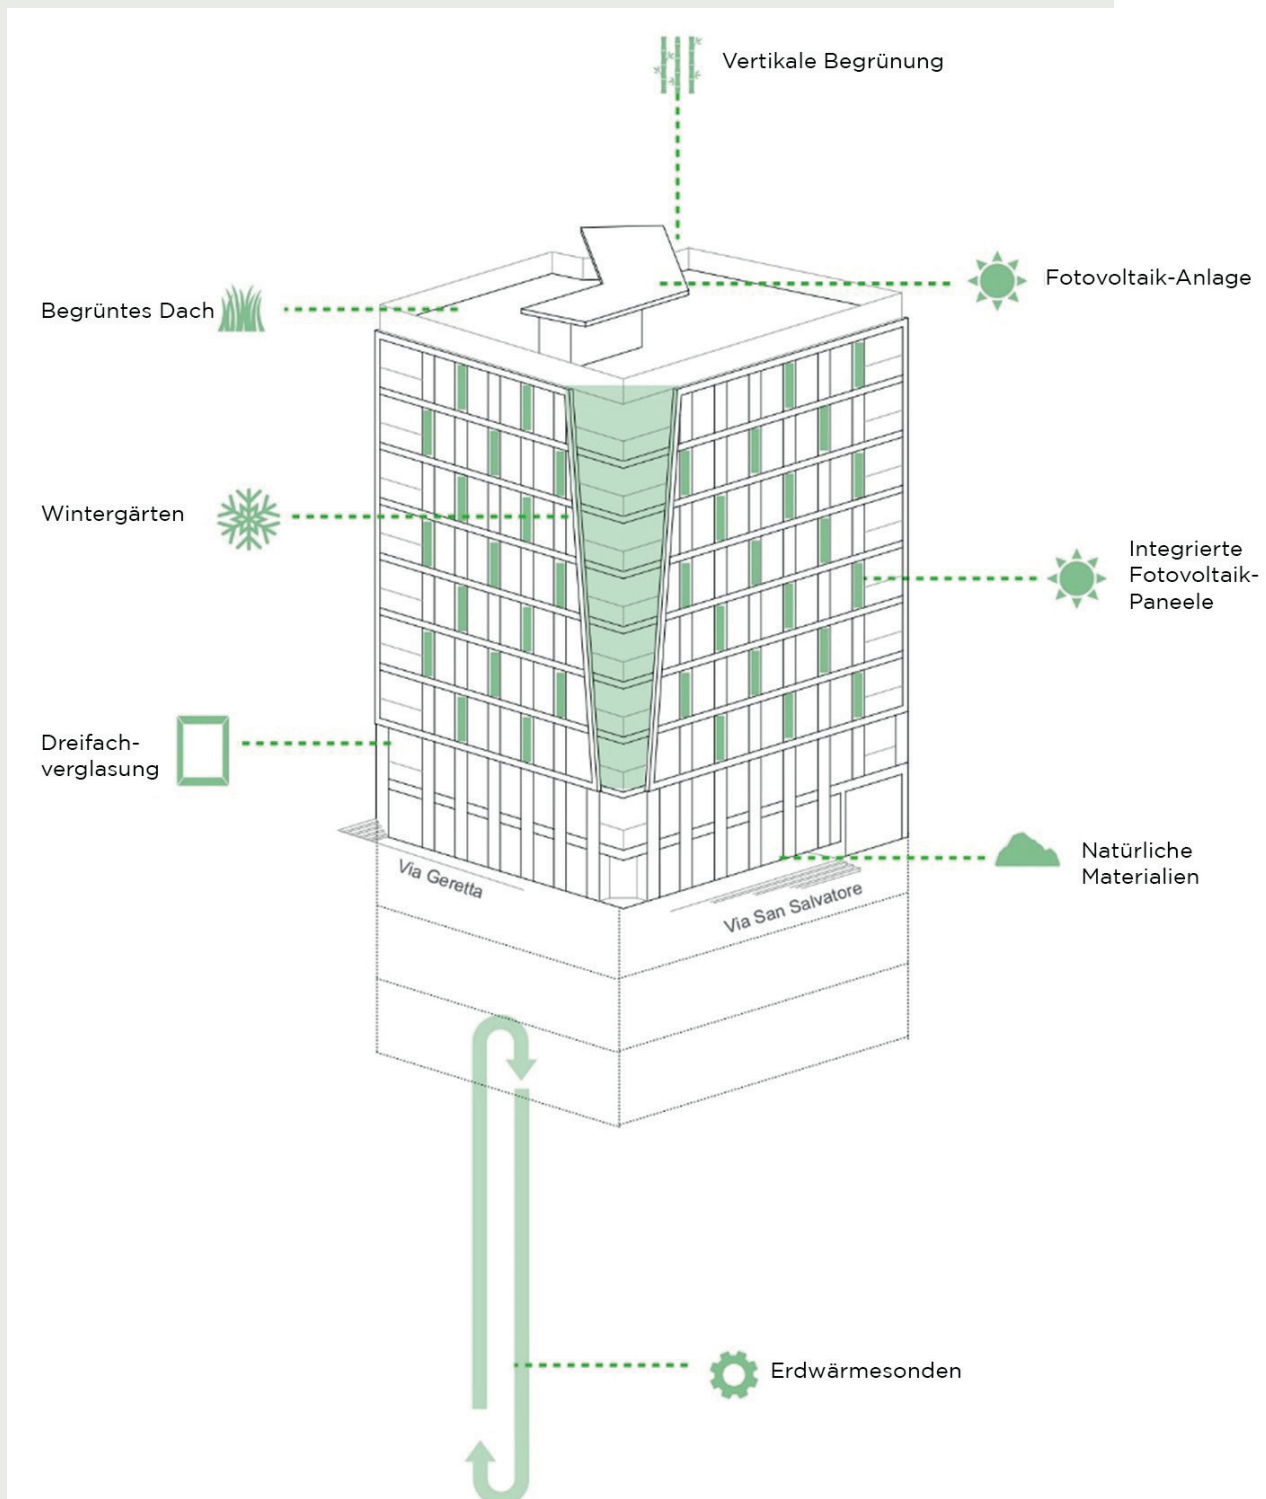 Vertikale Begrünung
Fotovoltaik-Anlage
Begrüntes Dach
Wintergärten
Integrierte
Fotovoltaik-
Paneele
Dreifach-
verglasung
Natürliche
Materialien
Via Geretta
Via San Salvatore
Erdwärmesonden